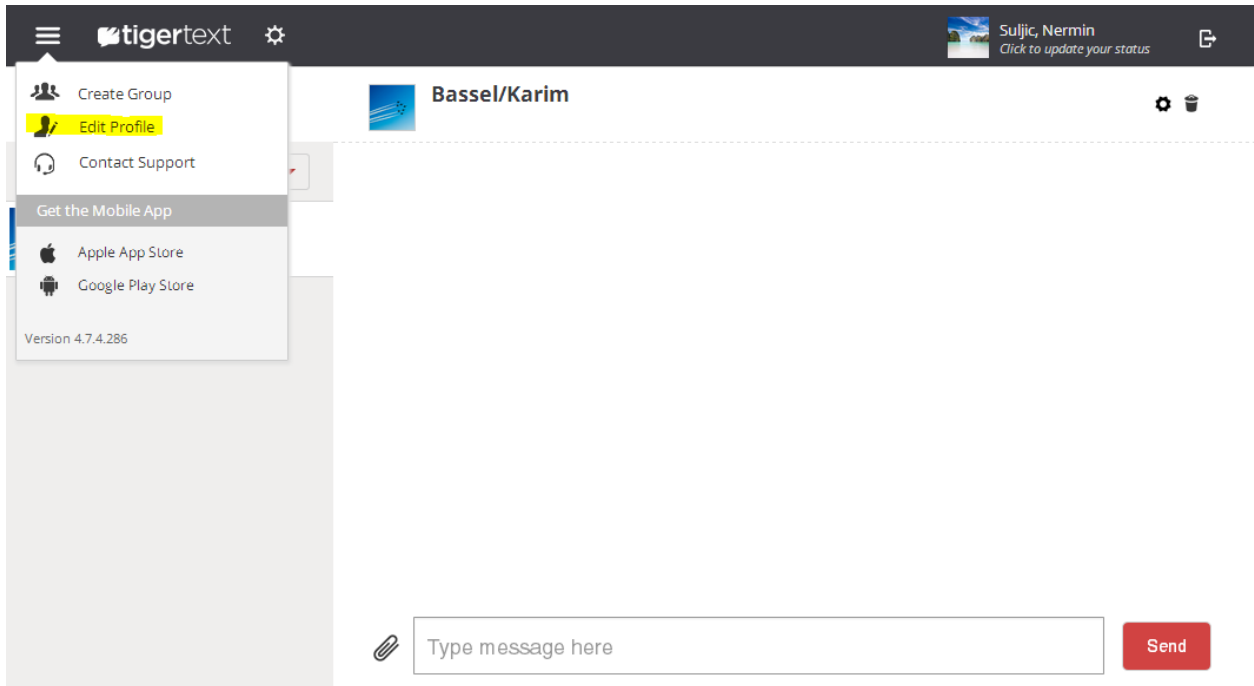 tigertext
Suljic, Nermin
Click to update your status
Create Group
Edit Profile
Contact Support
Get the Mobile App
Apple App Store
Google Play Store
Version 4.7.4.286
Bassel/Karim
Type message here
Send